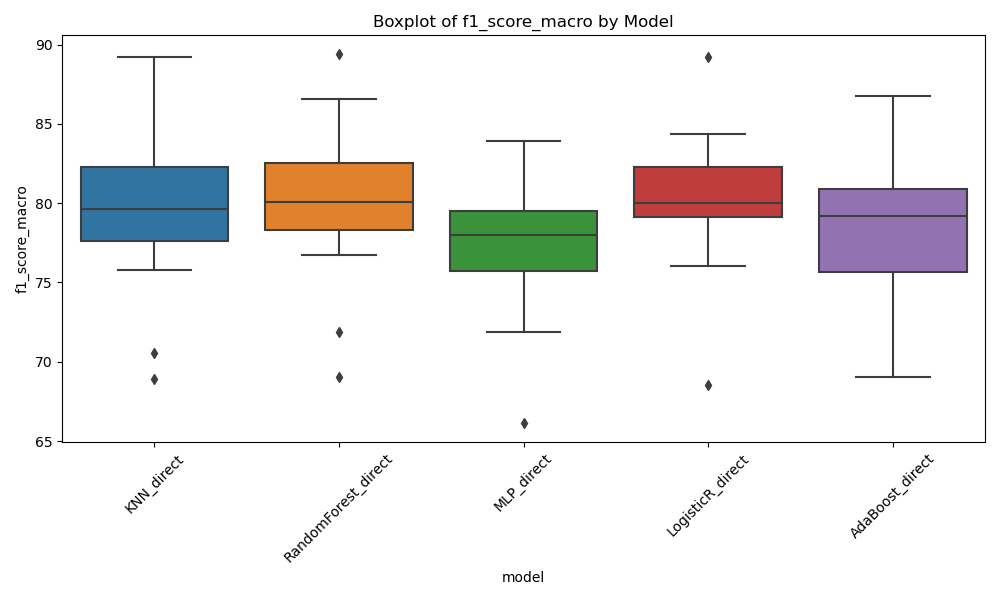 Boxplot of f1_score_macro by Model
f1_score_macro
90
85
80
75
70
65
KNN_direct
RandomForest_direct
MLP_direct
LogisticR_direct
AdaBoost_direct
model